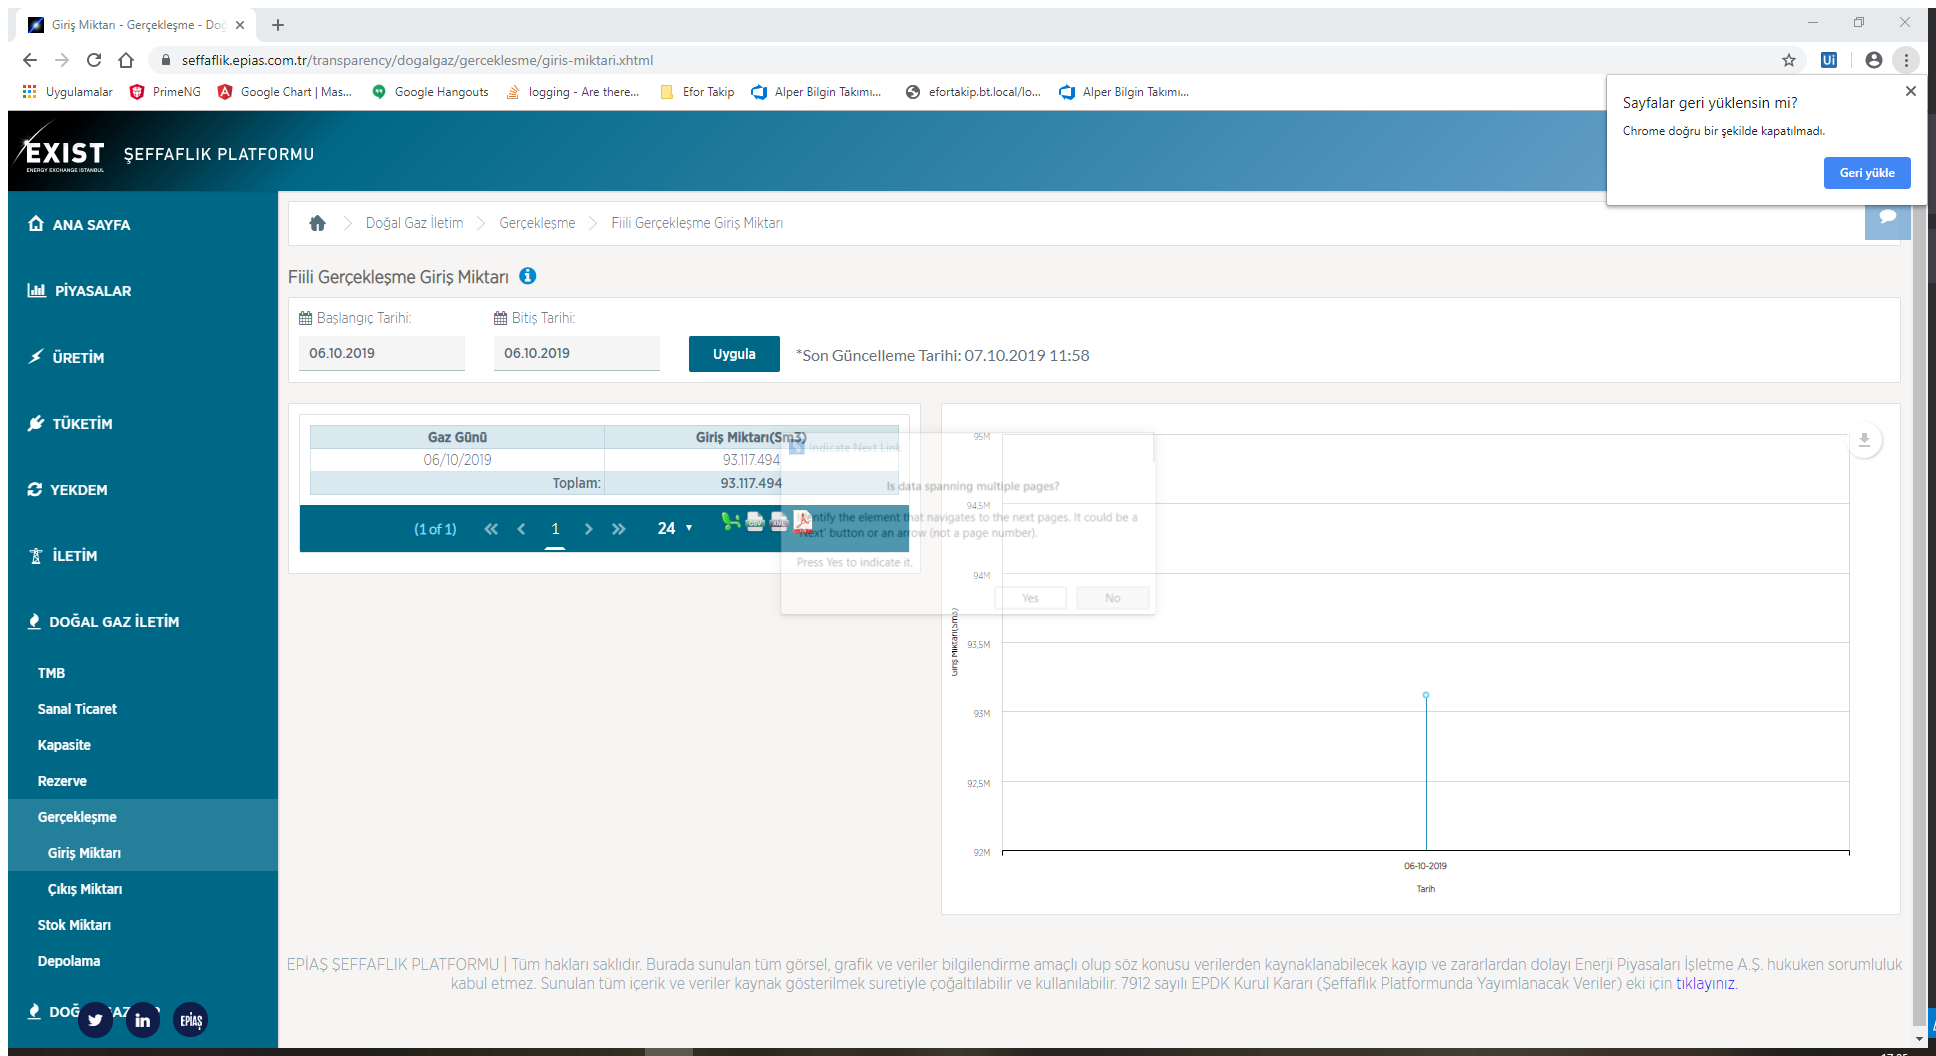 Giriş Miktarı - Gerçekleşme - Doğ
seffaflik.epias.com.tr/transparency/dogalgaz/gerceklesme/giris-miktari.xhtml
Uygulamalar
PrimeNG
Google Chart | Mas...
Google Hangouts
logging - Are there...
Efor Takip
Alper Bilgin Takımı...
efortakip.bt.local/lo...
Alper Bilgin Takımı...
Sayfalar geri yüklensin mi?
Chrome doğru bir şekilde kapatılmadı.
Geri yükle
EXIST
ENERGY EXCHANGE ISTANBUL
ŞEFFAFLIK PLATFORMU
ANA SAYFA
PİYASALAR
ÜRETİM
TÜKETİM
YEKDEM
İLETİM
DOĞAL GAZ İLETİM
TMB
Sanal Ticaret
Kapasite
Rezerve
Gerçekleşme
Giriş Miktarı
Çıkış Miktarı
Stok Miktarı
Depolama
EPİAŞ
Doğal Gaz İletim
Gerçekleşme
Fiili Gerçekleşme Giriş Miktarı
Fiili Gerçekleşme Giriş Miktarı
Başlangıç Tarihi:
Bitiş Tarihi:
06.10.2019
06.10.2019
Uygula
*Son Güncelleme Tarihi: 07.10.2019 11:58
Gaz Günü
Giriş Miktarı(Sm3)
06/10/2019
93.117.494
Toplam:
93.117.494
(1 of 1)
1
24
CSV
XML
Indicate Next Link
Is data spanning multiple pages?
Identify the element that navigates to the next pages. It could be a
'Next' button or an arrow (not a page number).
Press Yes to indicate it.
Yes
No
95M
94,5M
94M
93,5M
93M
92,5M
92M
Giriş Miktarı(Sm3)
06-10-2019
Tarih
EPİAŞ ŞEFFAFLIK PLATFORMU | Tüm hakları saklıdır. Burada sunulan tüm görsel, grafik ve veriler bilgilendirme amaçlı olup söz konusu verilerden kaynaklanabilecek kayıp ve zararlardan dolayı Enerji Piyasaları İşletme A.Ş. hukuken sorumluluk
kabul etmez. Sunulan tüm içerik ve veriler kaynak gösterilmek suretiyle çoğaltılabilir ve kullanılabilir. 7912 sayılı EPDK Kurul Kararı (Şeffaflık Platformunda Yayımlanacak Veriler) eki için tıklayınız.